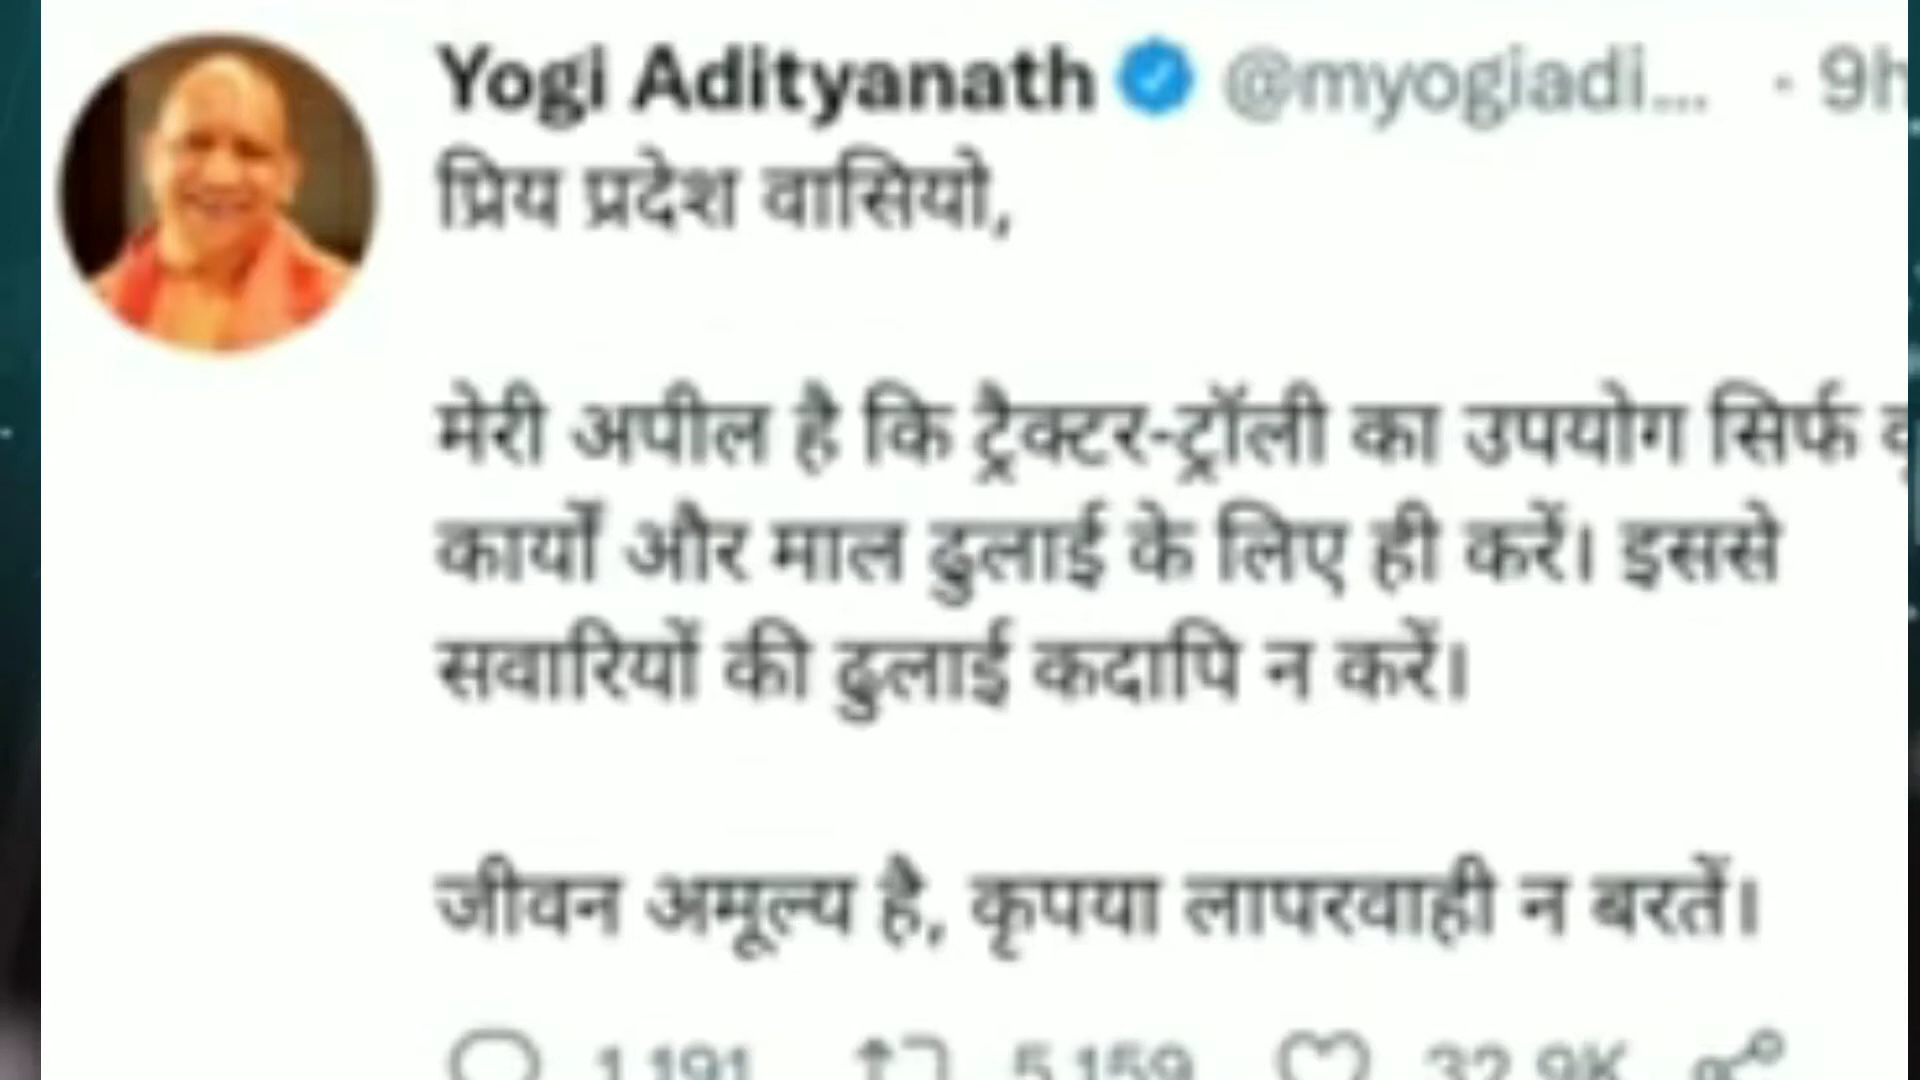 Yogi Adityanath @myogiadi... · 9h
प्रिय प्रदेश वासियो,
मेरी अपील है कि ट्रैक्टर-ट्रॉली का उपयोग सिर्फ
कार्यों और माल ढुलाई के लिए ही करें। इससे
सवारियों की ढुलाई कदापि न करें।
जीवन अमूल्य है, कृपया लापरवाही न बरतें।
1,191 5,159 32.9K